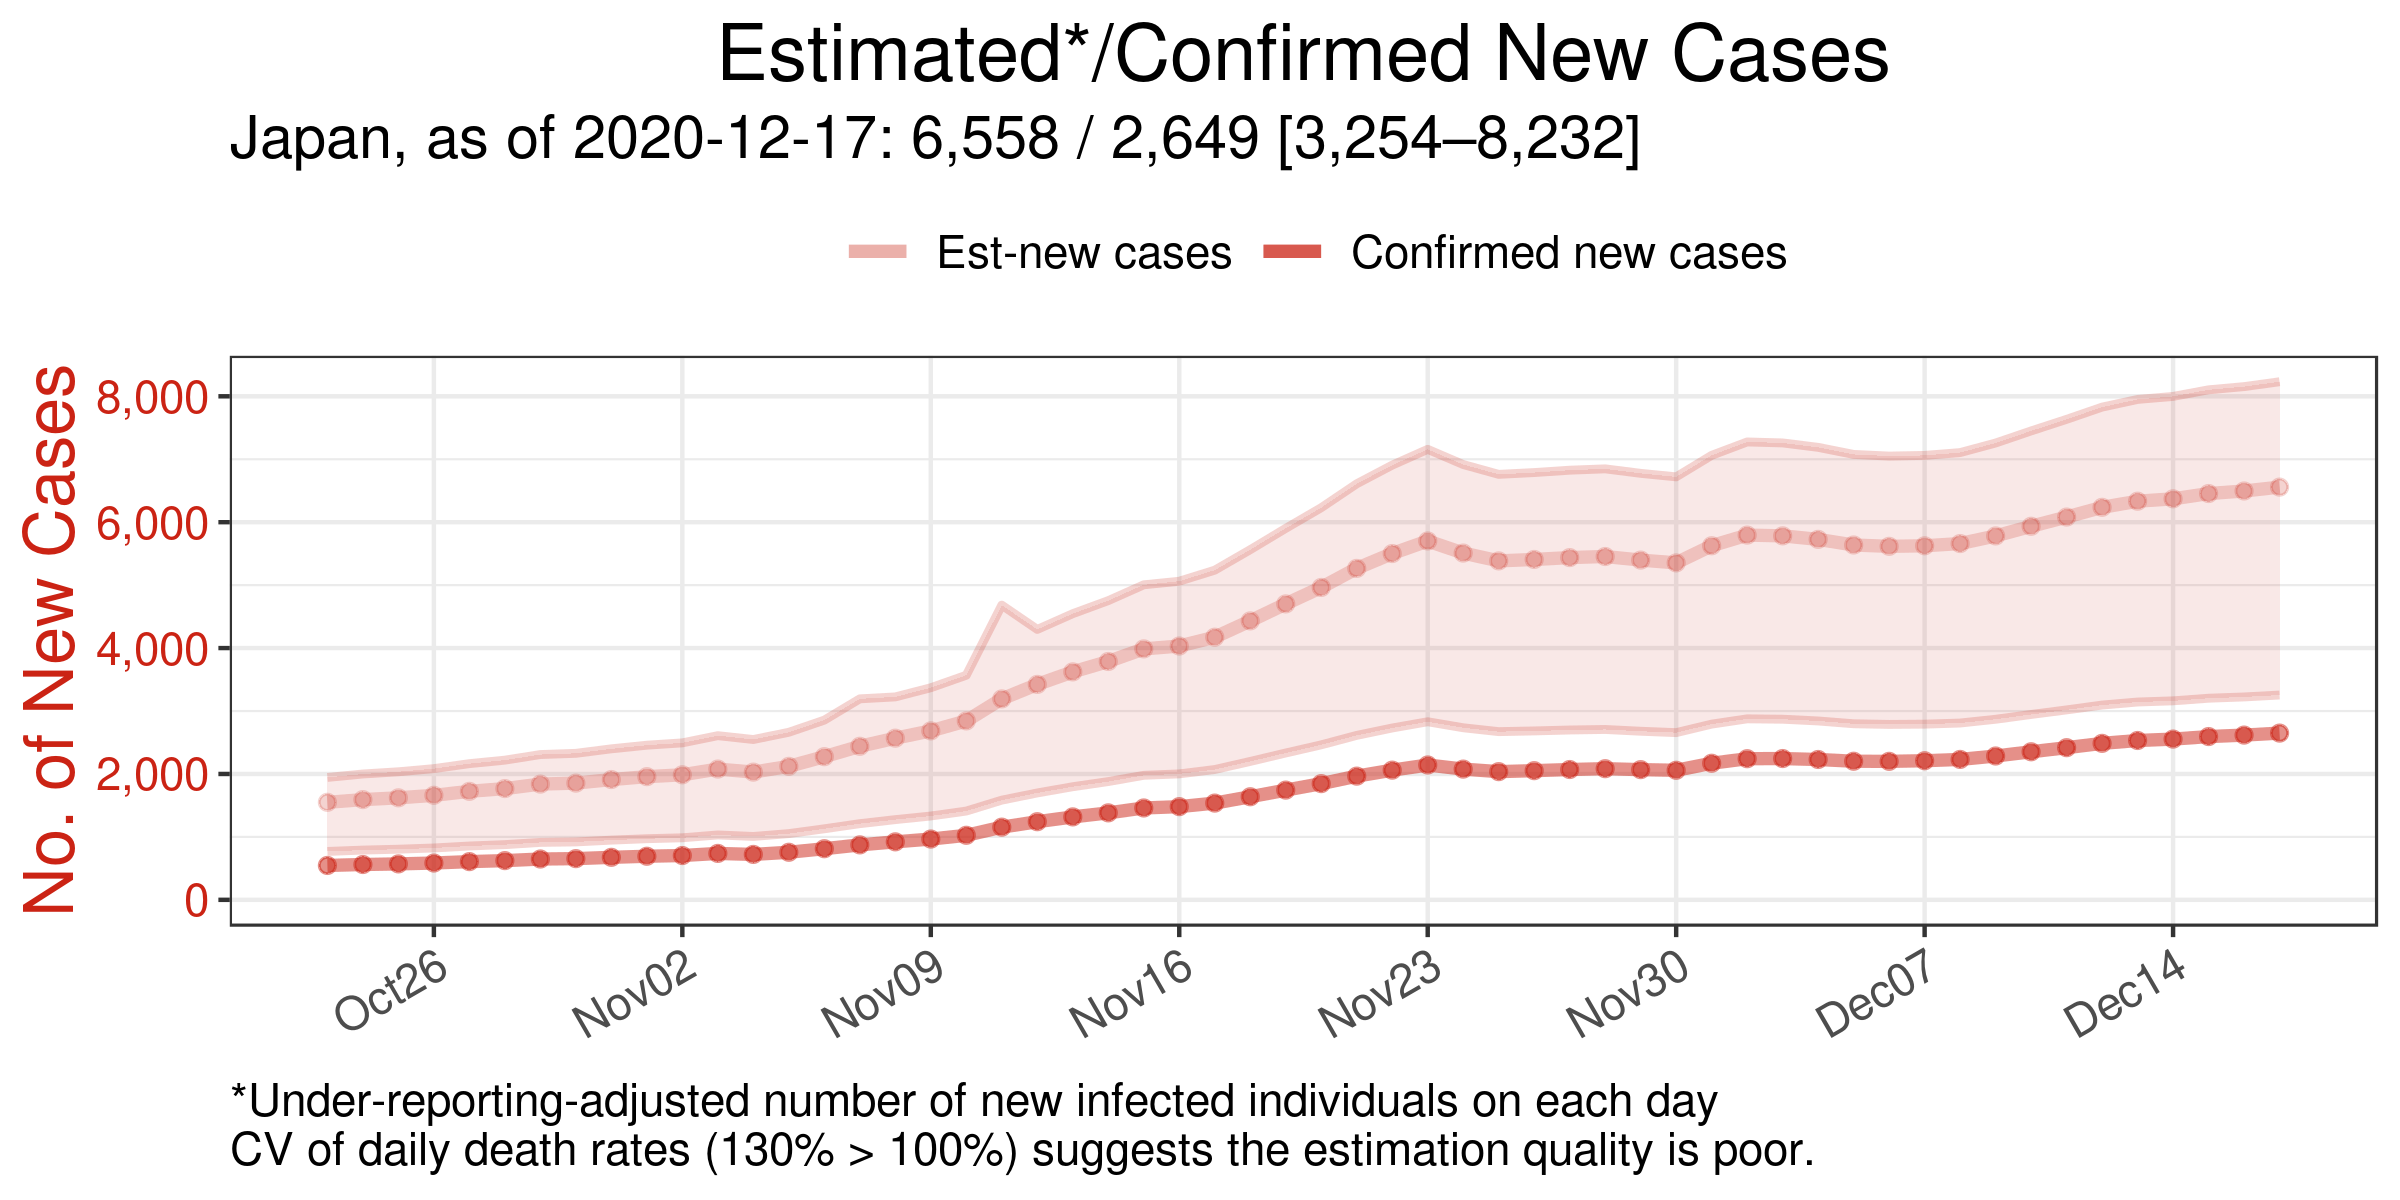 Estimated*/Confirmed New Cases
Japan, as of 2020-12-17: 6,558 / 2,649 [3,254–8,232]
Est-new cases Confirmed new cases
No. of New Cases
8,000
6,000
4,000
2,000
0
Oct26 Nov02 Nov09 Nov16 Nov23 Nov30 Dec07 Dec14
*Under-reporting-adjusted number of new infected individuals on each day
CV of daily death rates (130% > 100%) suggests the estimation quality is poor.